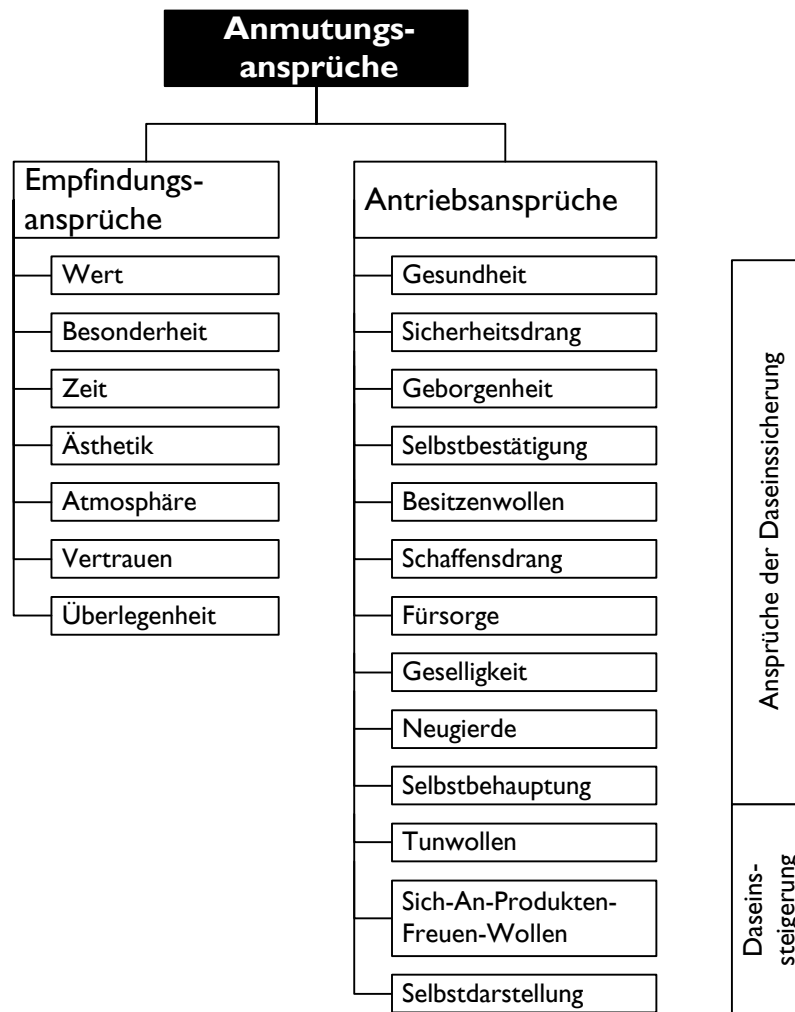 Anmutungs-
ansprüche
Empfindungs-
ansprüche
Wert
Besonderheit
Zeit
Ästhetik
Atmosphäre
Vertrauen
Überlegenheit
Antriebsansprüche
Gesundheit
Sicherheitsdrang
Geborgenheit
Selbstbestätigung
Besitzenwollen
Schaffensdrang
Fürsorge
Geselligkeit
Neugierde
Selbstbehauptung
Tunwollen
Sich-An-Produkten-
Freuen-Wollen
Selbstdarstellung
Ansprüche der Daseinssicherung
Daseins-
steigerung